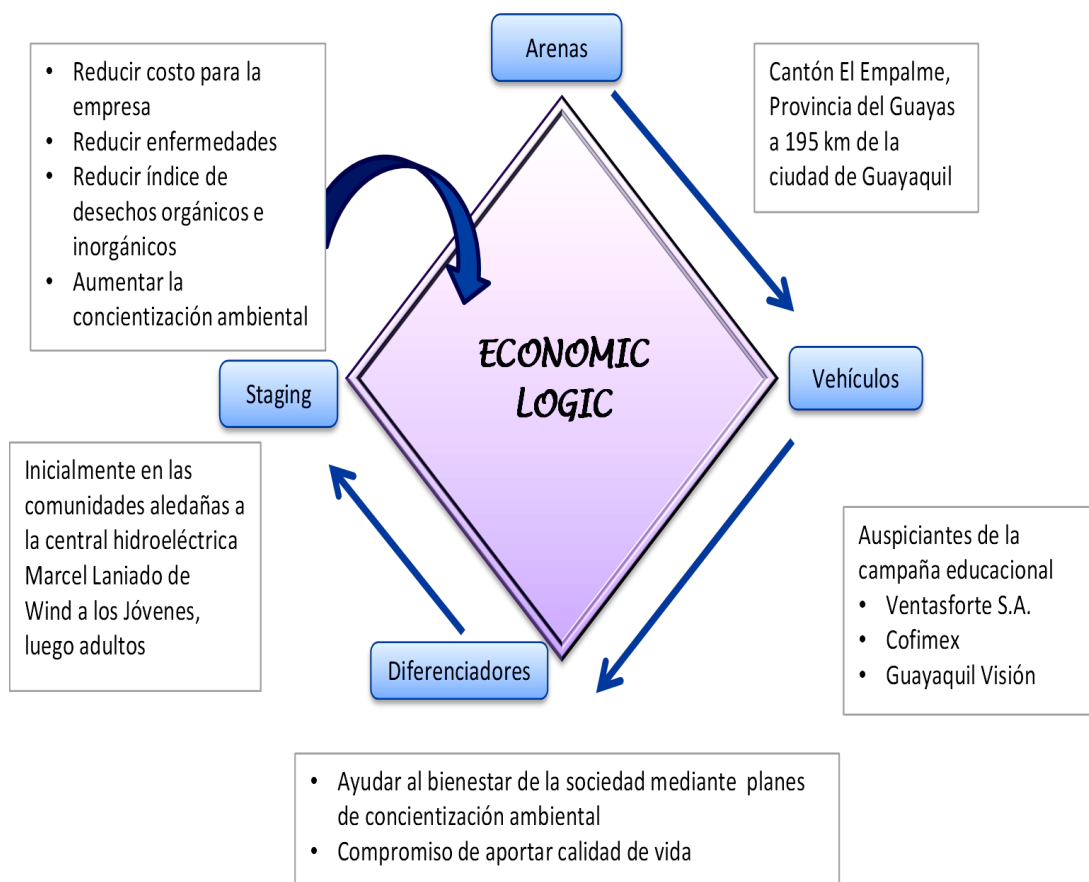 Arenas
• Reducir costo para la
empresa
• Reducir enfermedades
• Reducir índice de
desechos orgánicos e
inorgánicos
• Aumentar la
concientización ambiental
Cantón El Empalme,
Provincia del Guayas
a 195 km de la
ciudad de Guayaquil
ECONOMIC
LOGIC
Staging
Vehículos
Inicialmente en las
comunidades aledañas a
la central hidroeléctrica
Marcel Laniado de
Wind a los Jóvenes,
luego adultos
Auspiciantes de la
campaña educacional
• Ventasforte S.A.
• Cofimex
• Guayaquil Visión
Diferenciadores
• Ayudar al bienestar de la sociedad mediante planes
de concientización ambiental
• Compromiso de aportar calidad de vida